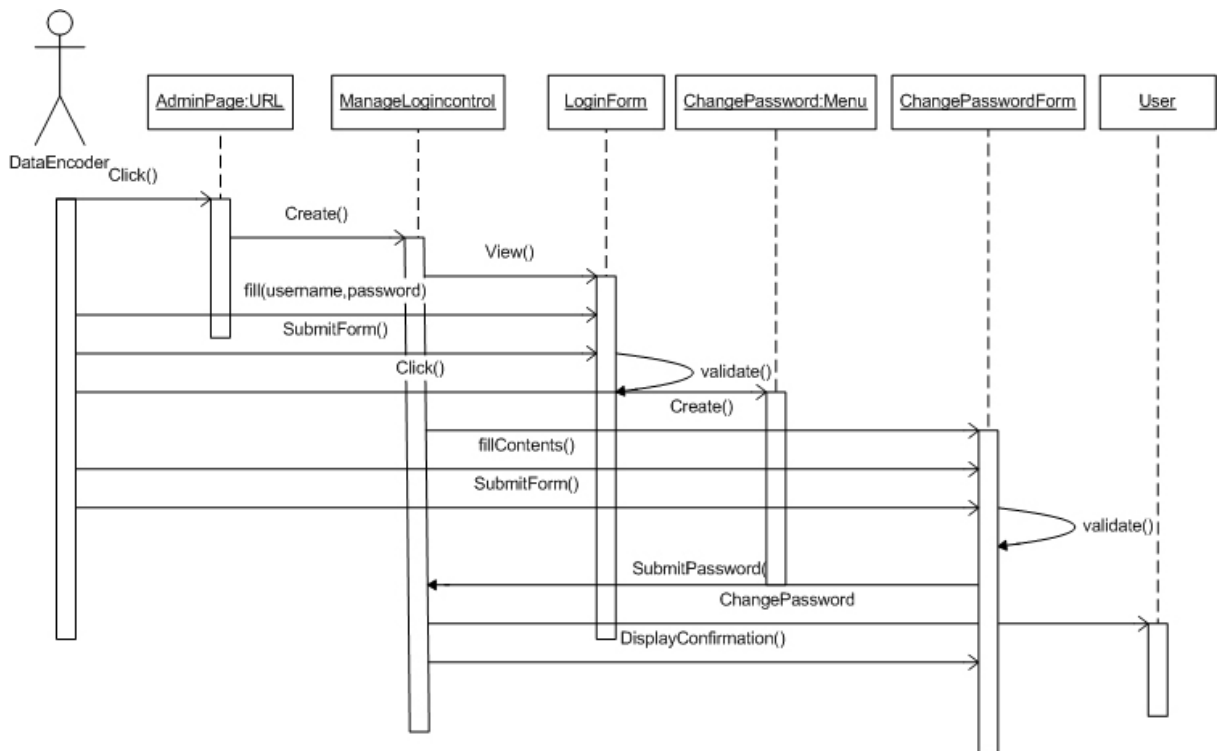 AdminPage:URL
ManageLogincontrol
LoginForm
ChangePassword:Menu
ChangePasswordForm
User
DataEncoder
Click()
Create()
View()
fill(username,password)
SubmitForm()
Click()
validate()
Create()
fillContents()
SubmitForm()
validate()
SubmitPassword(
ChangePassword
DisplayConfirmation()